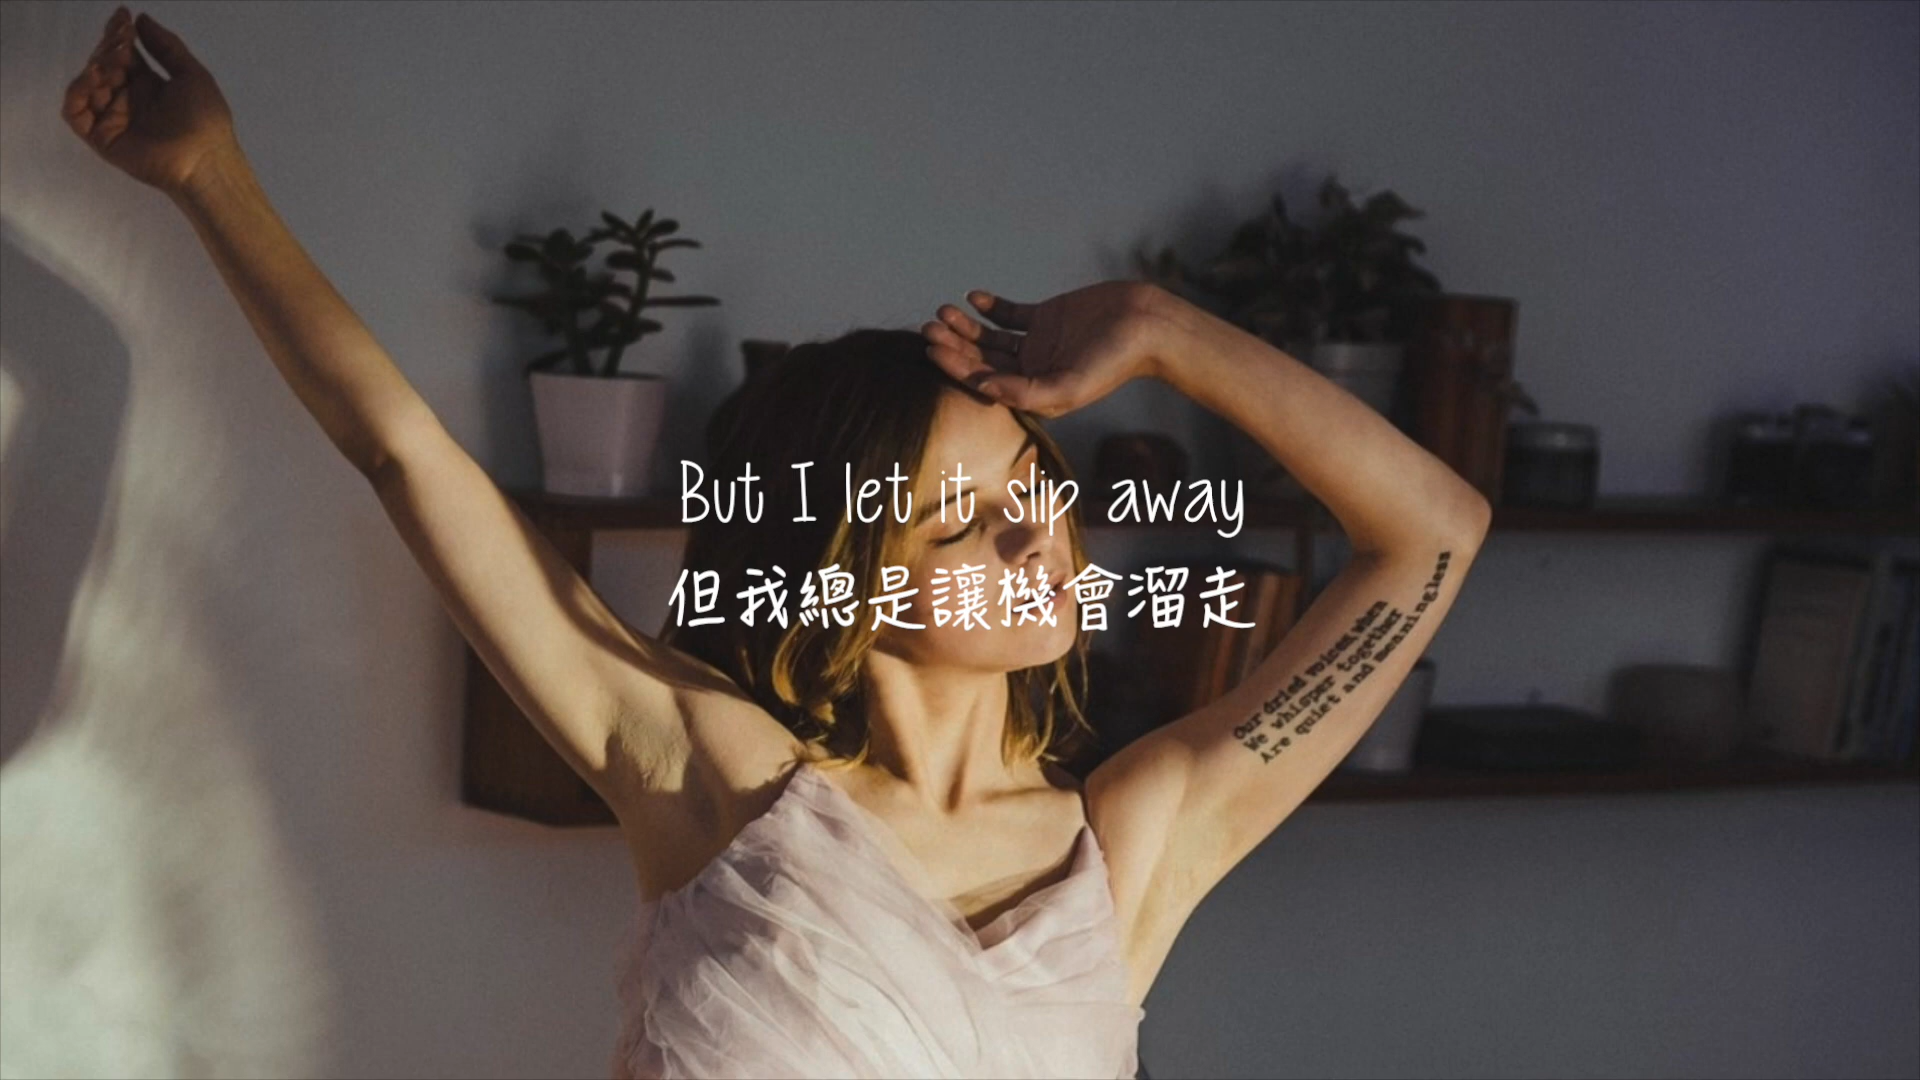 But I let it slip away
但我總是讓機會溜走
Our dried voices, when
We whisper together
Are quiet and meaningless